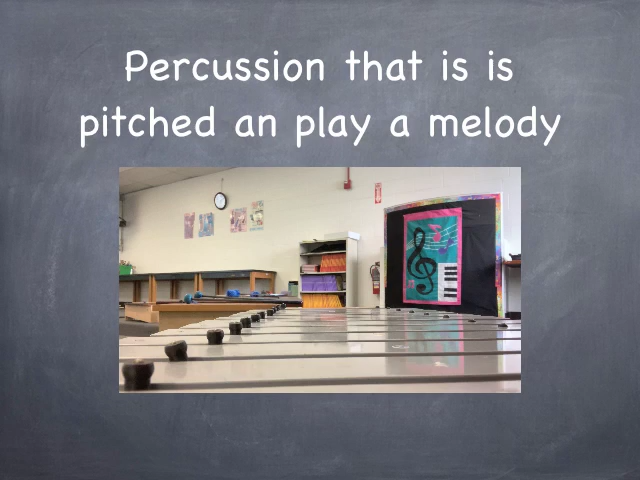 Percussion that is is
pitched an play a melody